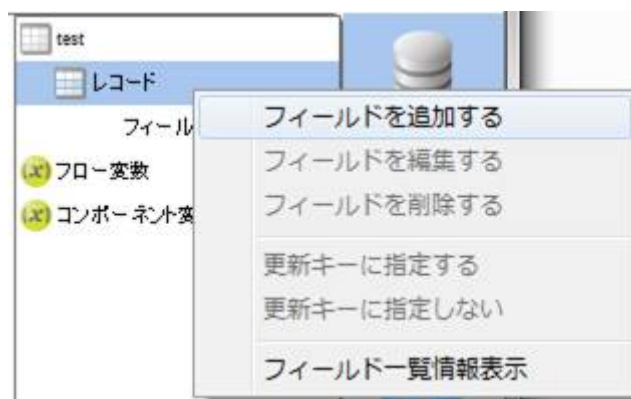 test
レコード
フィール
フロー変数
コンポーネント変
フィールドを追加する
フィールドを編集する
フィールドを削除する
更新キーに指定する
更新キーに指定しない
フィールド一覧情報表示